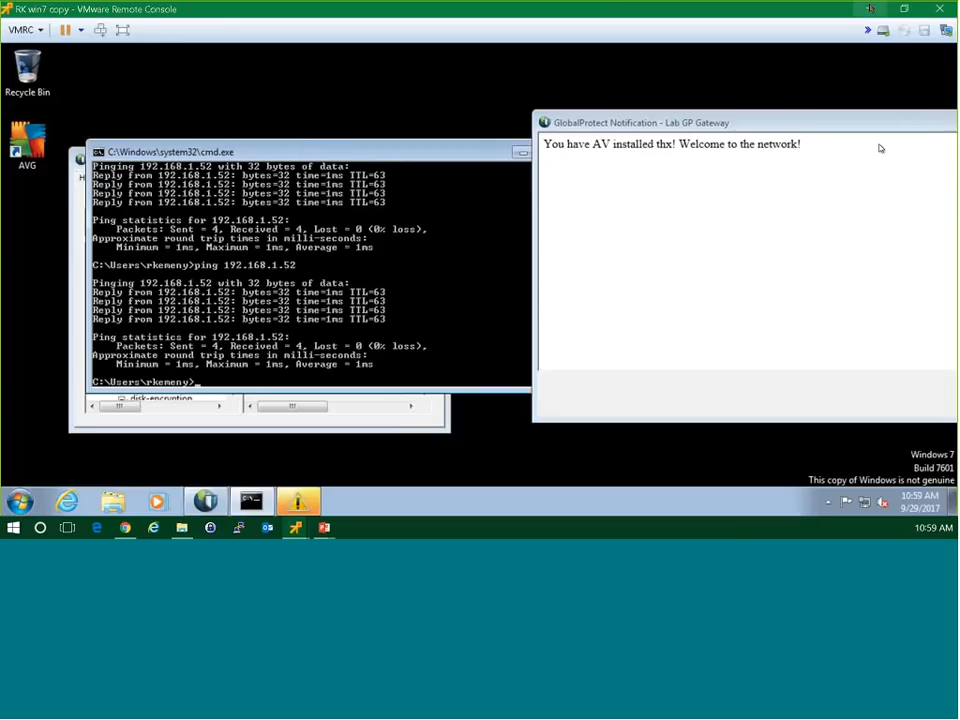 RK win7 copy - VMware Remote Console
VMRC
Recycle Bin
AVG
C:\Windows\system32\cmd.exe
Pinging 192.168.1.52 with 32 bytes of data:
Reply from 192.168.1.52: bytes=32 time=1ms TTL=63
Reply from 192.168.1.52: bytes=32 time=1ms TTL=63
Reply from 192.168.1.52: bytes=32 time=1ms TTL=63
Reply from 192.168.1.52: bytes=32 time=1ms TTL=63
Ping statistics for 192.168.1.52:
Packets: Sent = 4, Received = 4, Lost = 0 (0% loss),
Approximate round trip times in milli-seconds:
Minimum = 1ms, Maximum = 1ms, Average = 1ms
C:\Users\rkemeny>ping 192.168.1.52
Pinging 192.168.1.52 with 32 bytes of data:
Reply from 192.168.1.52: bytes=32 time=1ms TTL=63
Reply from 192.168.1.52: bytes=32 time=1ms TTL=63
Reply from 192.168.1.52: bytes=32 time=1ms TTL=63
Reply from 192.168.1.52: bytes=32 time=1ms TTL=63
Ping statistics for 192.168.1.52:
Packets: Sent = 4, Received = 4, Lost = 0 (0% loss),
Approximate round trip times in milli-seconds:
Minimum = 1ms, Maximum = 1ms, Average = 1ms
C:\Users\rkemeny>_
disk-encryption
GlobalProtect Notification - Lab GP Gateway
You have AV installed thx! Welcome to the network!
Windows 7
Build 7601
This copy of Windows is not genuine
10:59 AM
9/29/2017
10:59 AM